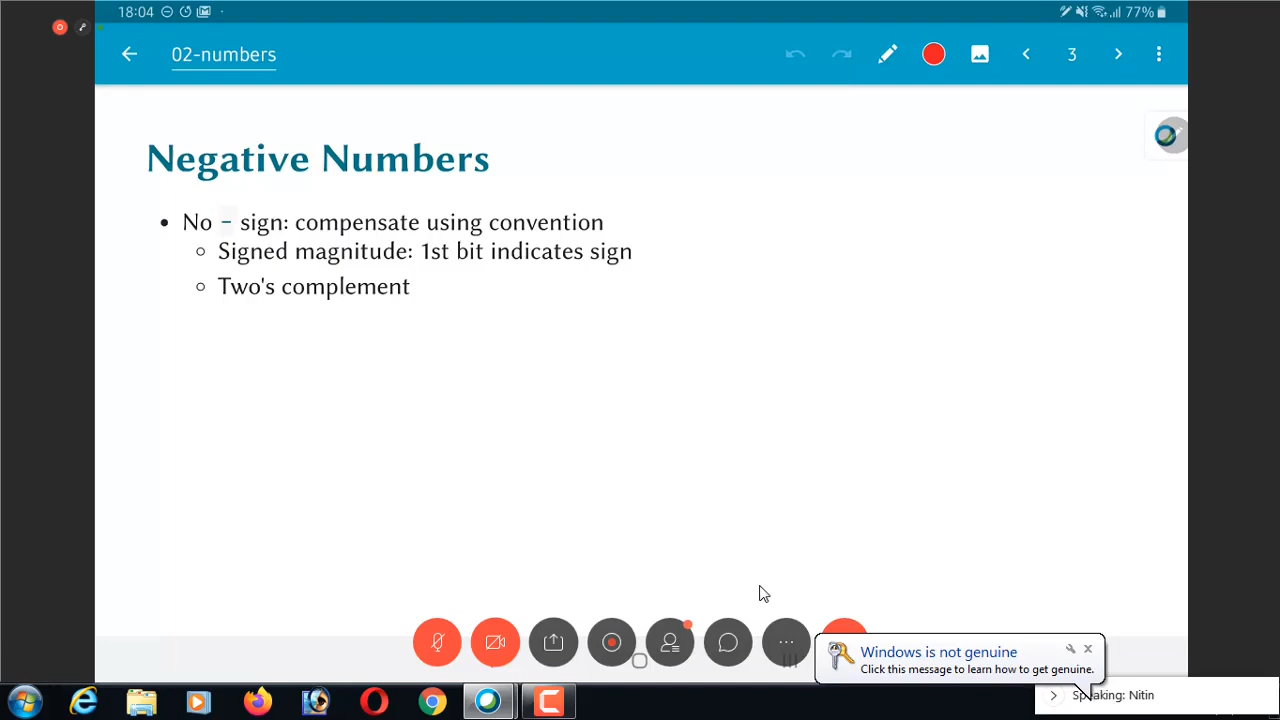 18:04
77%
02-numbers
3
Negative Numbers
• No - sign: compensate using convention
○ Signed magnitude: 1st bit indicates sign
○ Two's complement
Windows is not genuine
Click this message to learn how to get genuine.
Speaking: Nitin